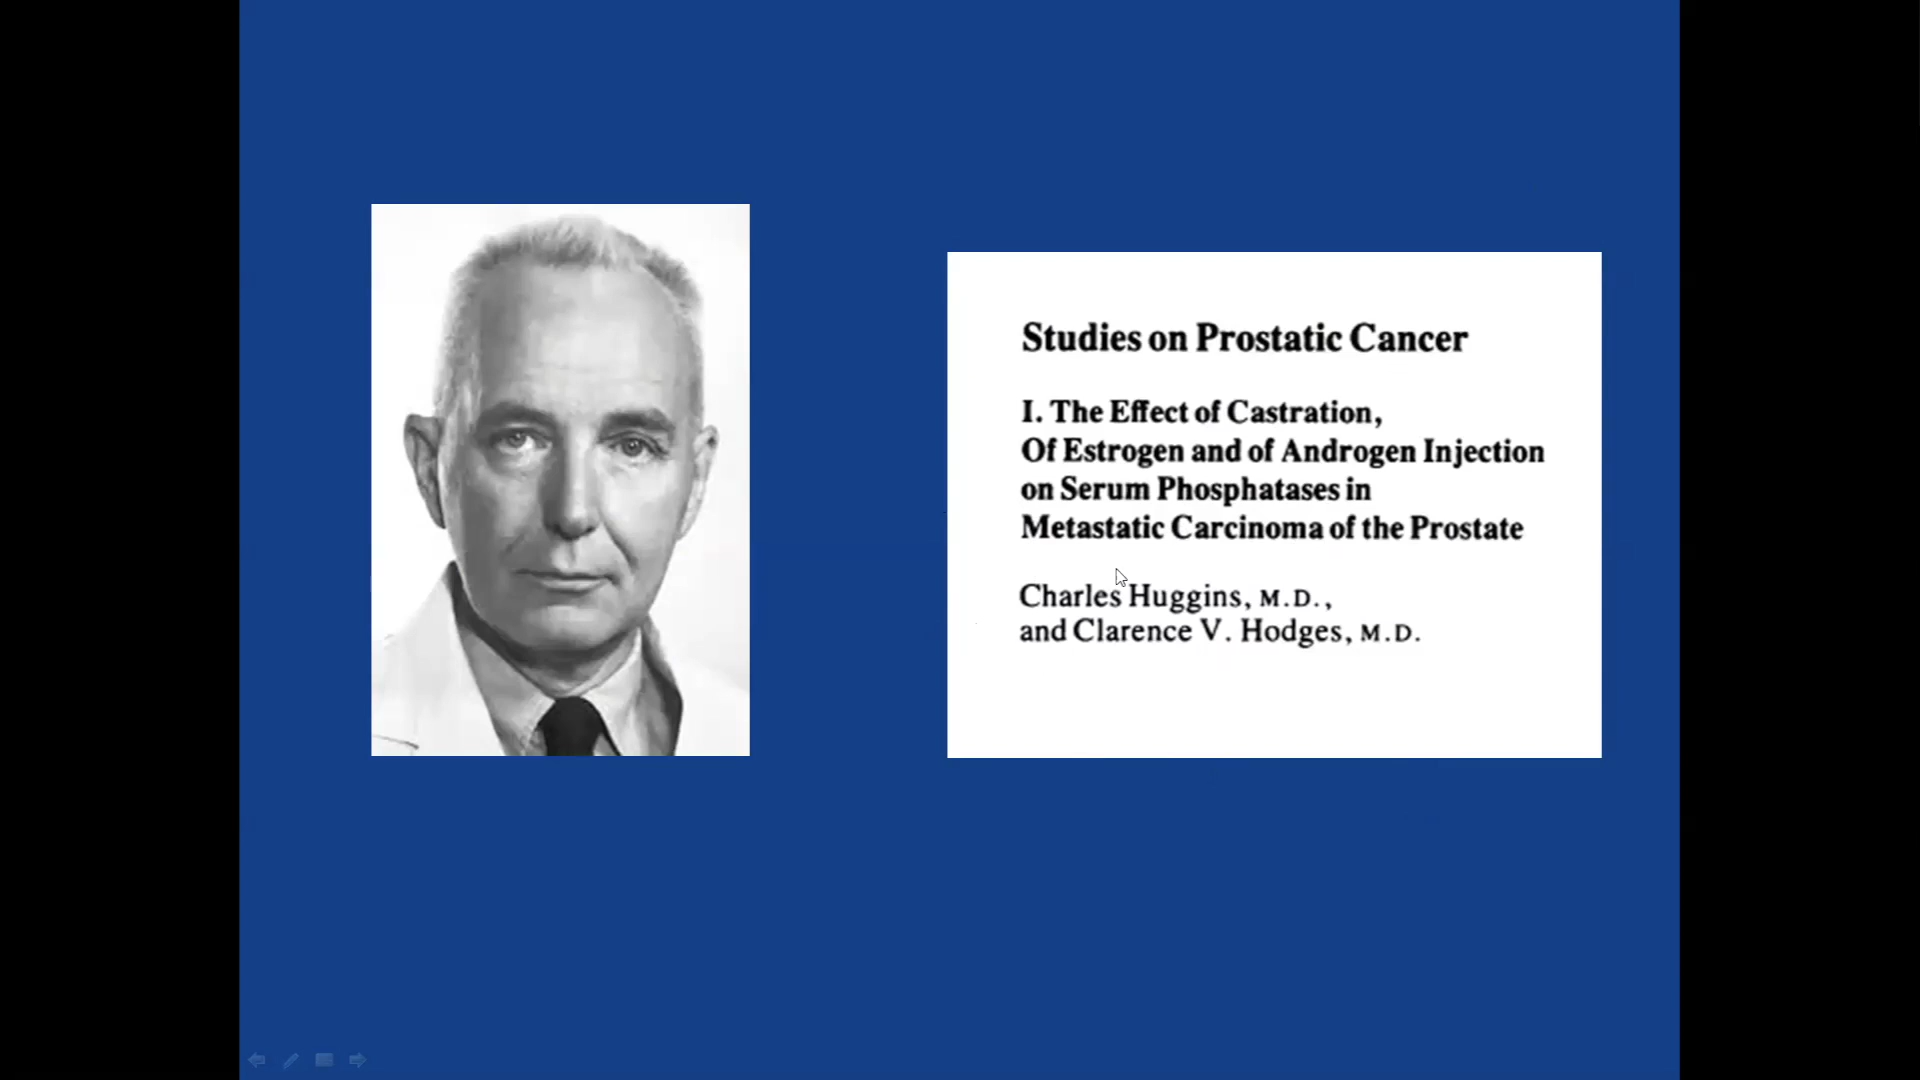 Studies on Prostatic Cancer
I. The Effect of Castration,
Of Estrogen and of Androgen Injection
on Serum Phosphatases in
Metastatic Carcinoma of the Prostate
Charles Huggins, M.D.,
and Clarence V. Hodges, M.D.